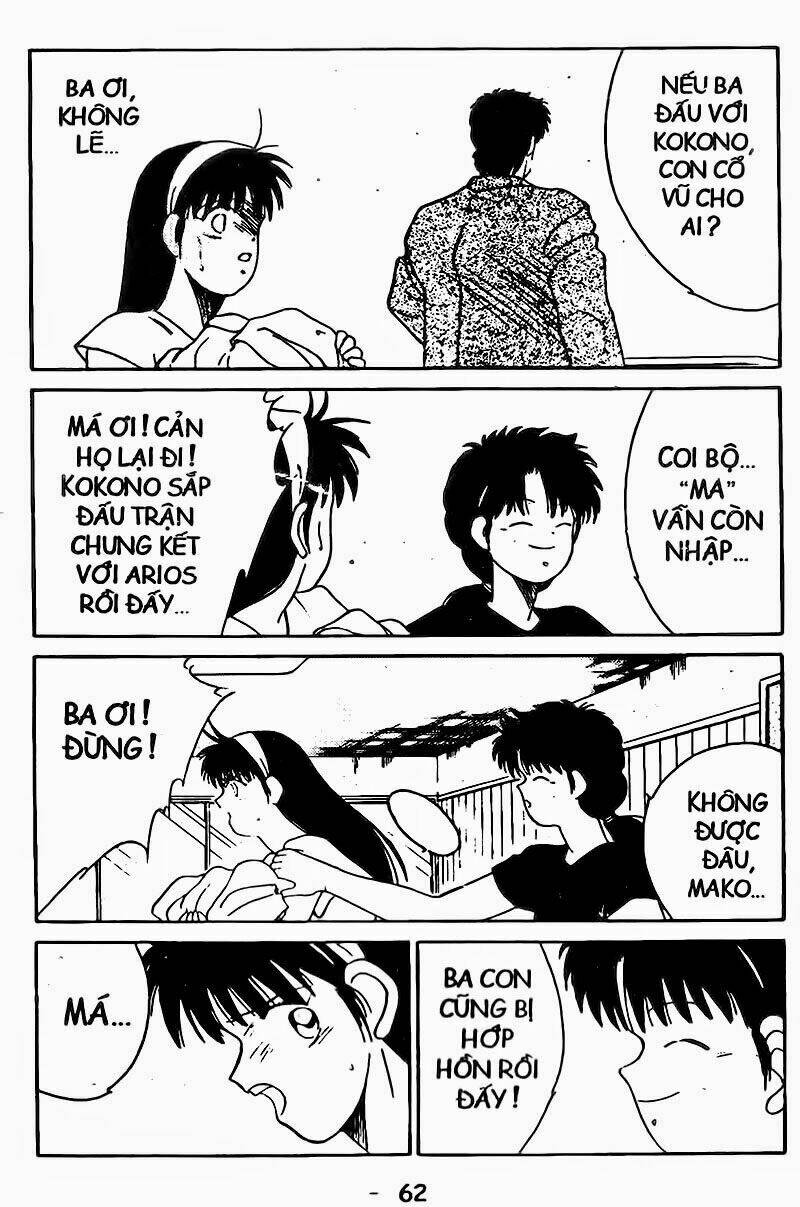 NẾU BA
ĐẤU VỚI
KOKONO,
CON CỔ
VŨ CHO
AI?
BA ƠI,
KHÔNG
LẼ...
COI BỘ...
“MA”
VẪN CÒN
NHẬP...
MÁ ƠI! CẢN
HỌ LẠI ĐI!
KOKONO SẮP
ĐẤU TRẬN
CHUNG KẾT
VỚI ARIOS
RỒI ĐẤY...
KHÔNG
ĐƯỢC
ĐÂU,
MAKO...
BA ƠI!
ĐỪNG!
BA CON
CŨNG BỊ
HỚP
HỒN RỒI
ĐẤY!
MÁ...
- 62